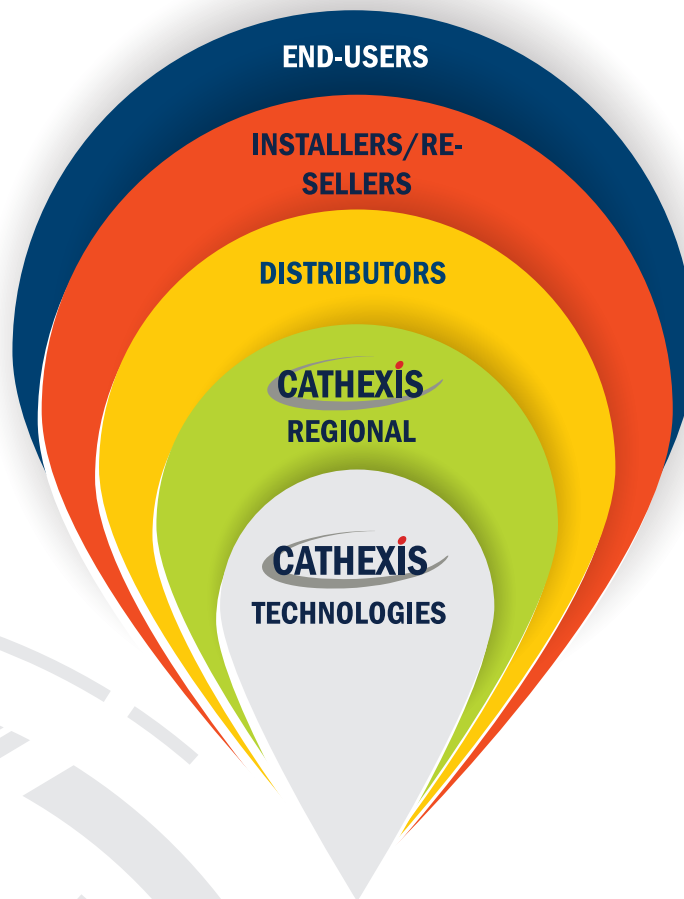 END-USERS
INSTALLERS/RE-
SELLERS
DISTRIBUTORS
CATHEXIS
REGIONAL
CATHEXIS
TECHNOLOGIES